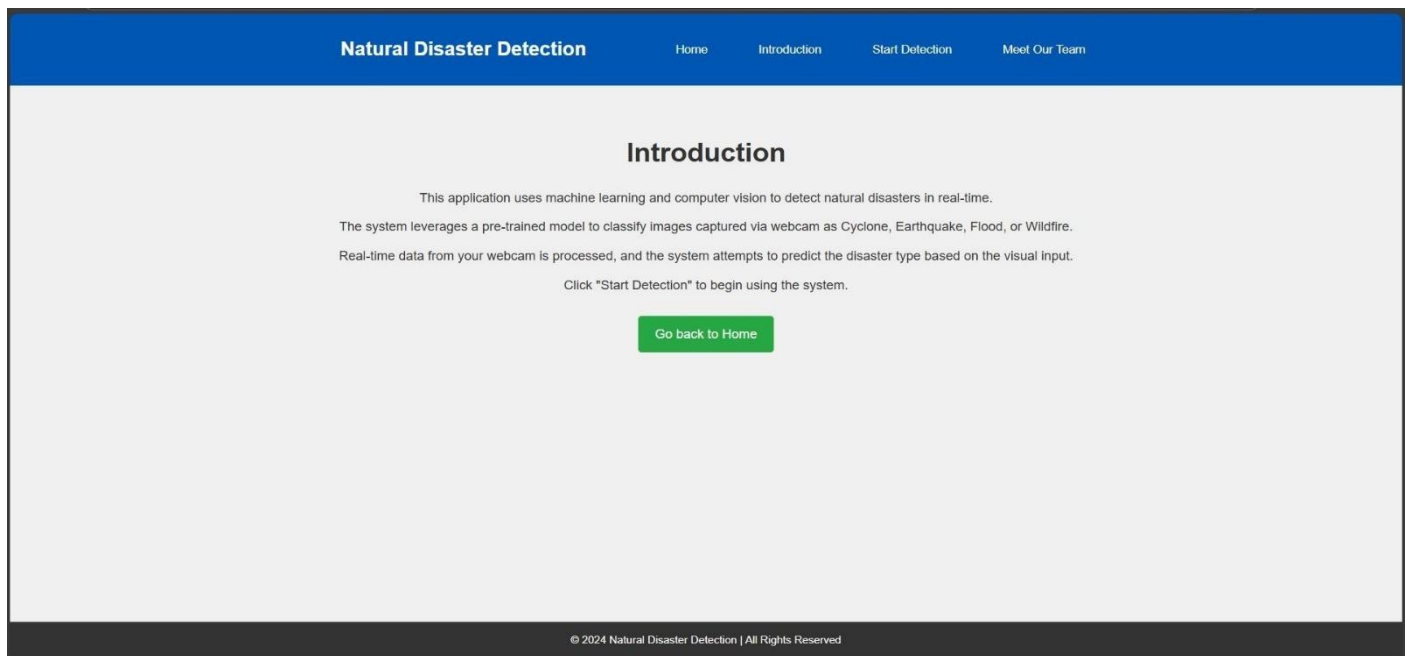 Natural Disaster Detection Home Introduction Start Detection Meet Our Team
Introduction
This application uses machine learning and computer vision to detect natural disasters in real-time.
The system leverages a pre-trained model to classify images captured via webcam as Cyclone, Earthquake, Flood, or Wildfire.
Real-time data from your webcam is processed, and the system attempts to predict the disaster type based on the visual input.
Click "Start Detection" to begin using the system.
Go back to Home
© 2024 Natural Disaster Detection | All Rights Reserved